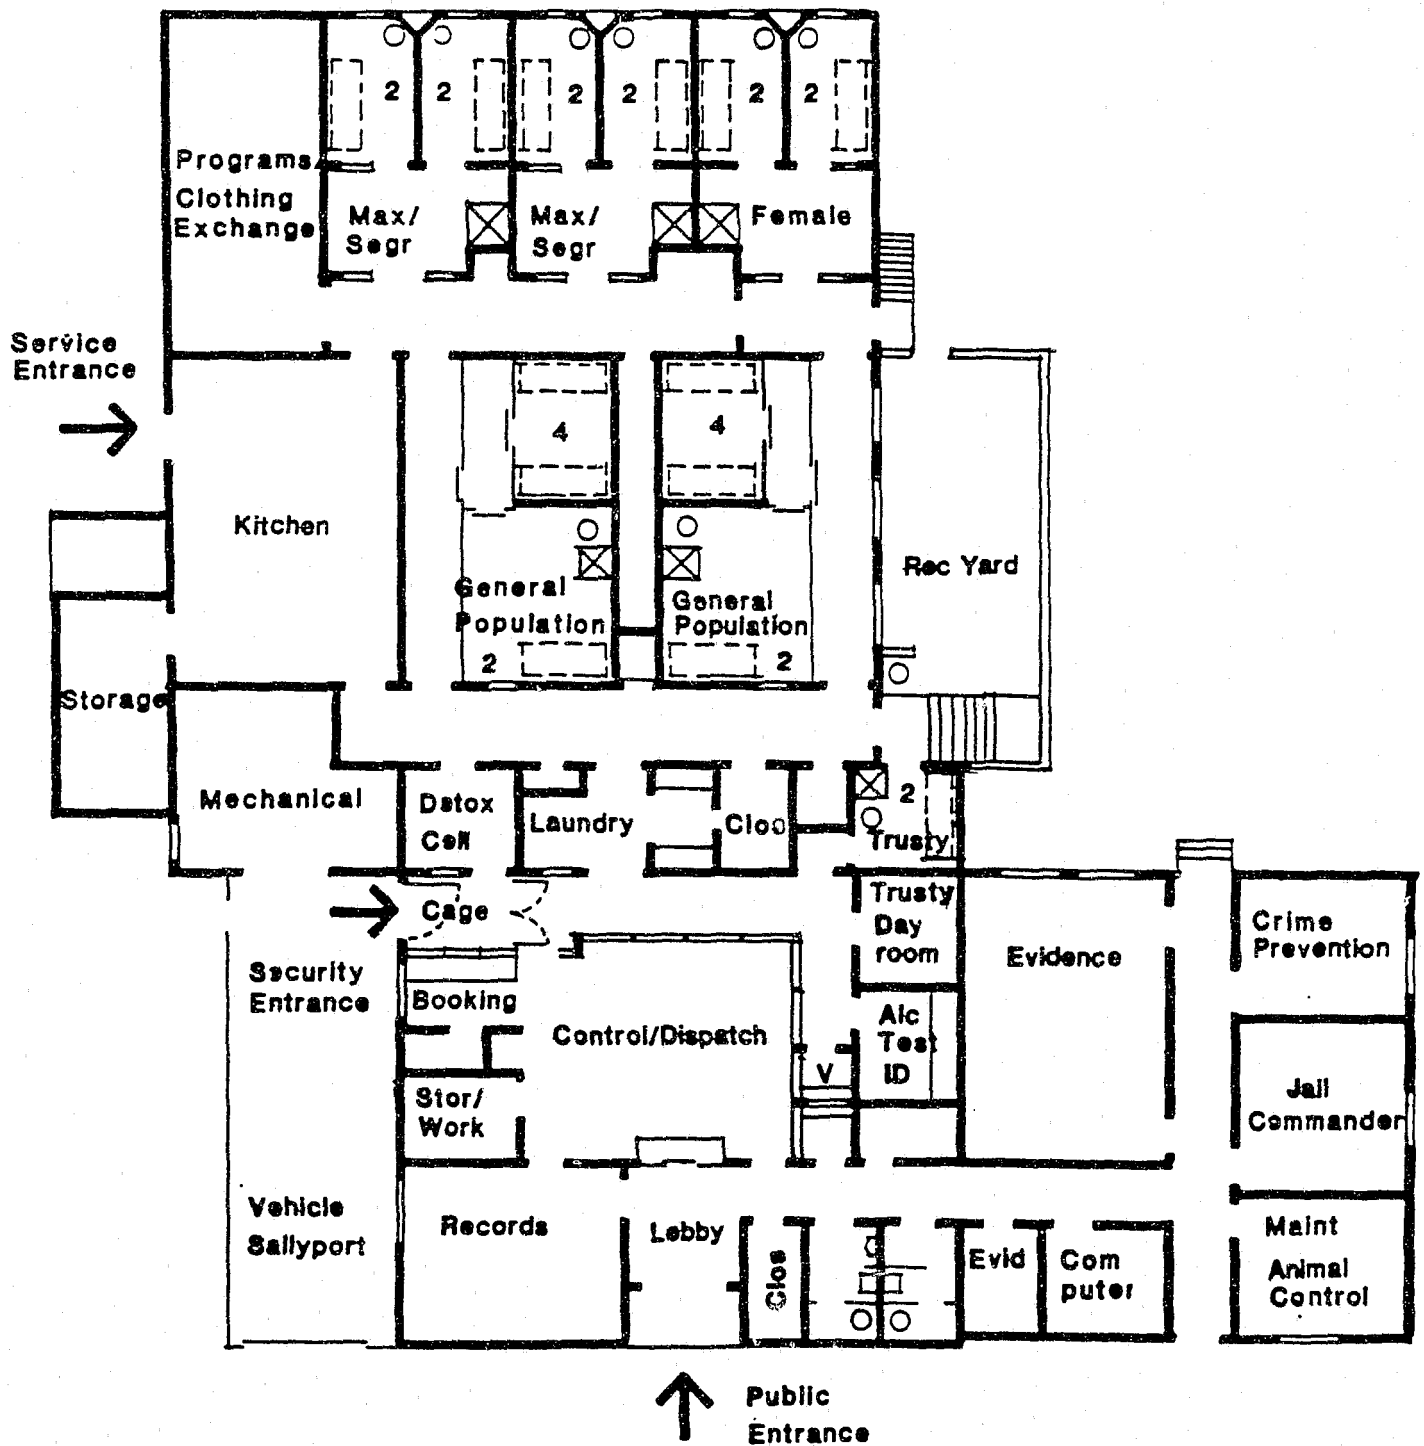 2 2 2 2 2 2
Programs/
Clothing
Exchange
Max/
Segr
Max/
Segr
Female
Service
Entrance
4
4
Kitchen
General
Population
2
General
Population
2
Rec Yard
Storage
Mechanical
Detox
Cell
Laundry
Clos
2
Trusty
Cage
Trusty
Day
room
Evidence
Crime
Prevention
Security
Entrance
Booking
Control/Dispatch
Alc
Test
ID
V
Stor/
Work
Jail
Commander
Vehicle
Sallyport
Records
Lobby
Clos
Evid
Com
puter
Maint
Animal
Control
Public
Entrance